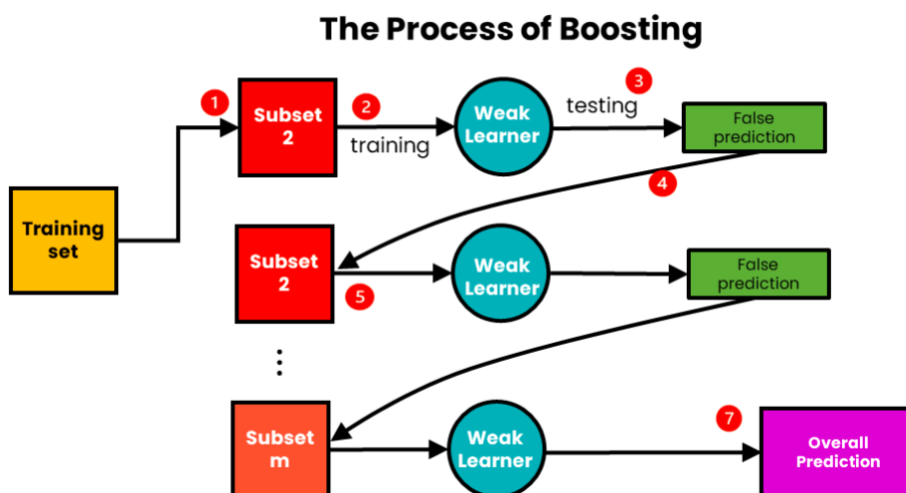 The Process of Boosting
1
2
3
Subset
2
training
Weak
Learner
testing
False
prediction
4
Training
set
Subset
2
5
Weak
Learner
False
prediction
Subset
m
Weak
Learner
7
Overall
Prediction